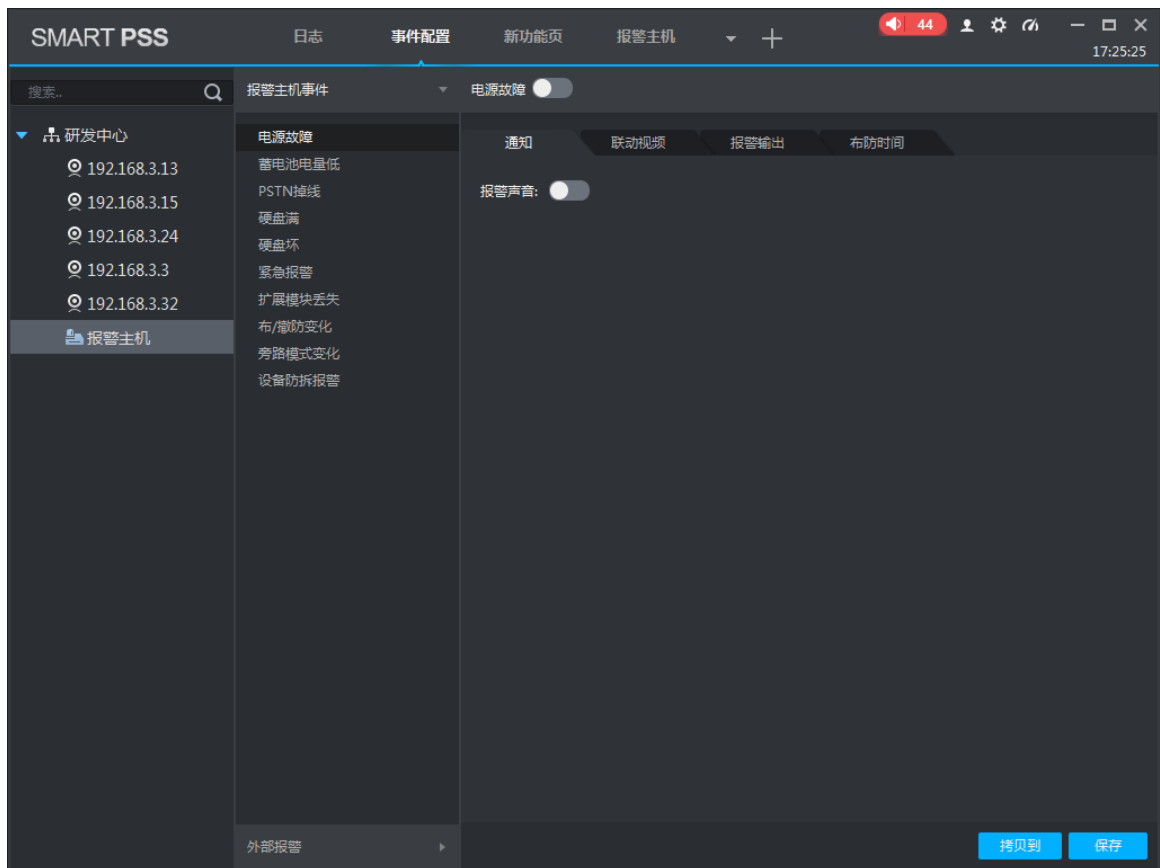 SMART PSS
日志
事件配置
新功能页
报警主机
44
17:25:25
搜索..
研发中心
192.168.3.13
192.168.3.15
192.168.3.24
192.168.3.3
192.168.3.32
报警主机
报警主机事件
电源故障
蓄电池电量低
PSTN掉线
硬盘满
硬盘坏
紧急报警
扩展模块丢失
布/撤防变化
旁路模式变化
设备防拆报警
外部报警
电源故障
通知
联动视频
报警输出
布防时间
报警声音:
拷贝到
保存